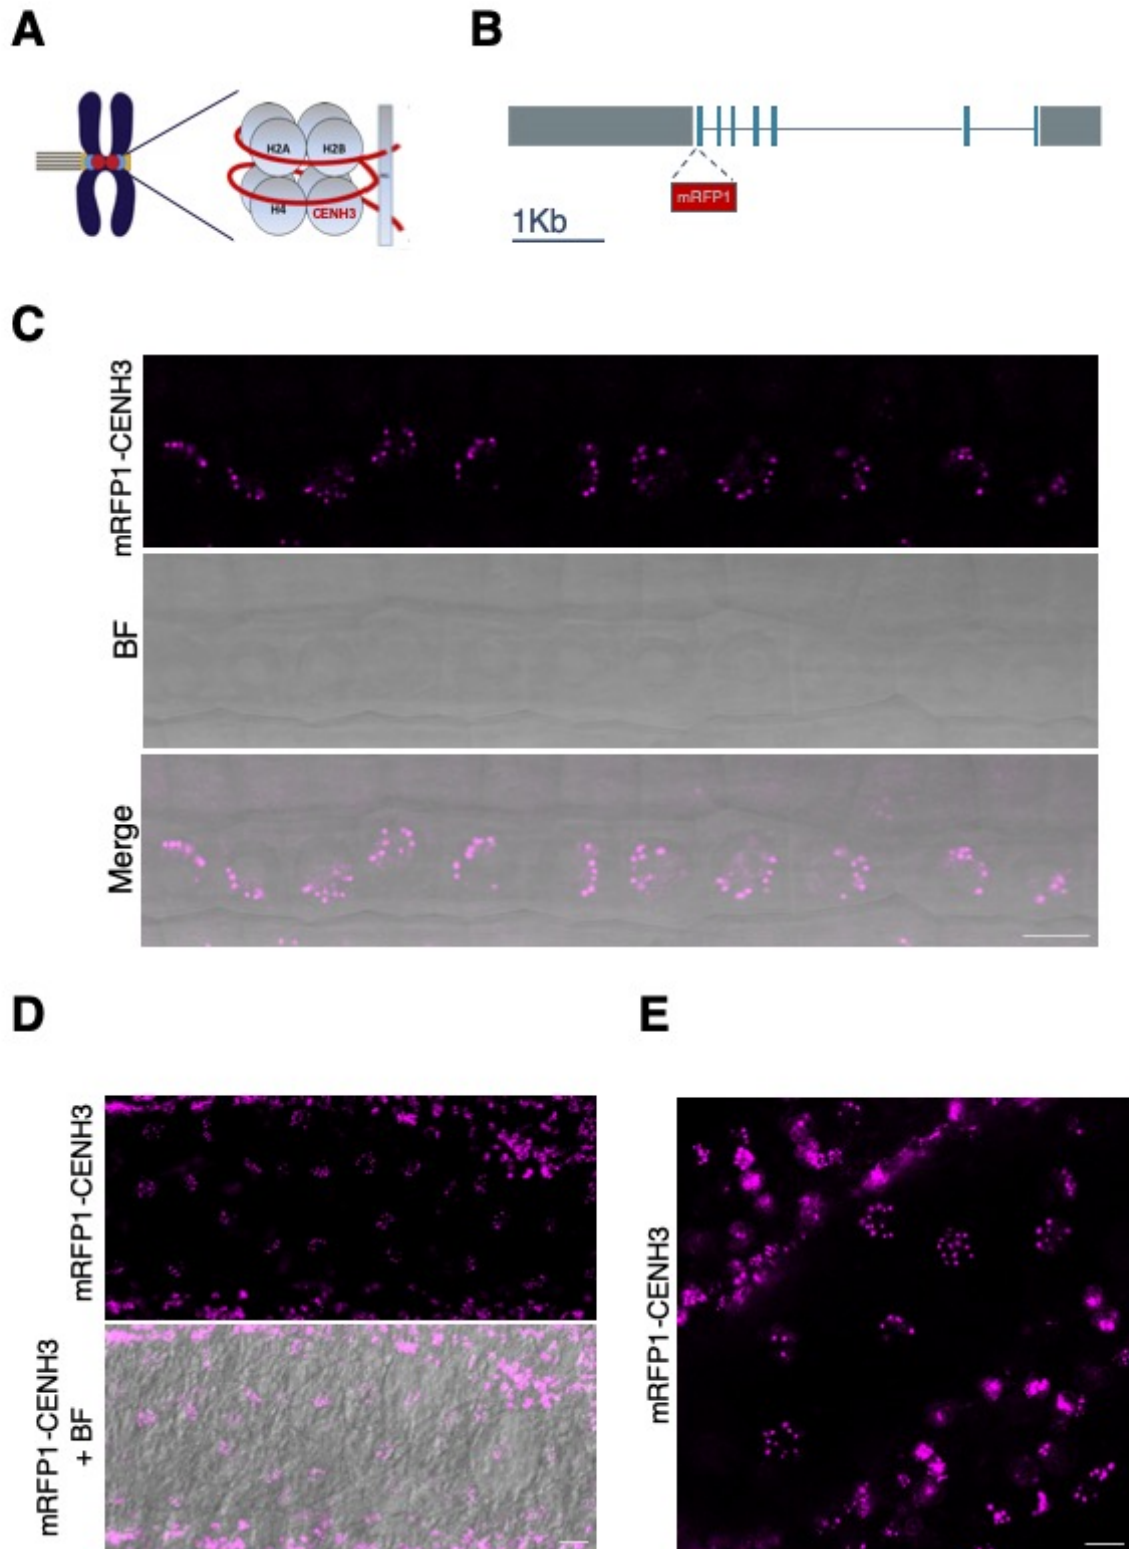 A
B
H2A
H2B
H4
CENH3
mRFP1
1Kb
C
mRFP1-CENH3
BF
Merge
D
E
mRFP1-CENH3
mRFP1-CENH3
+ BF
mRFP1-CENH3